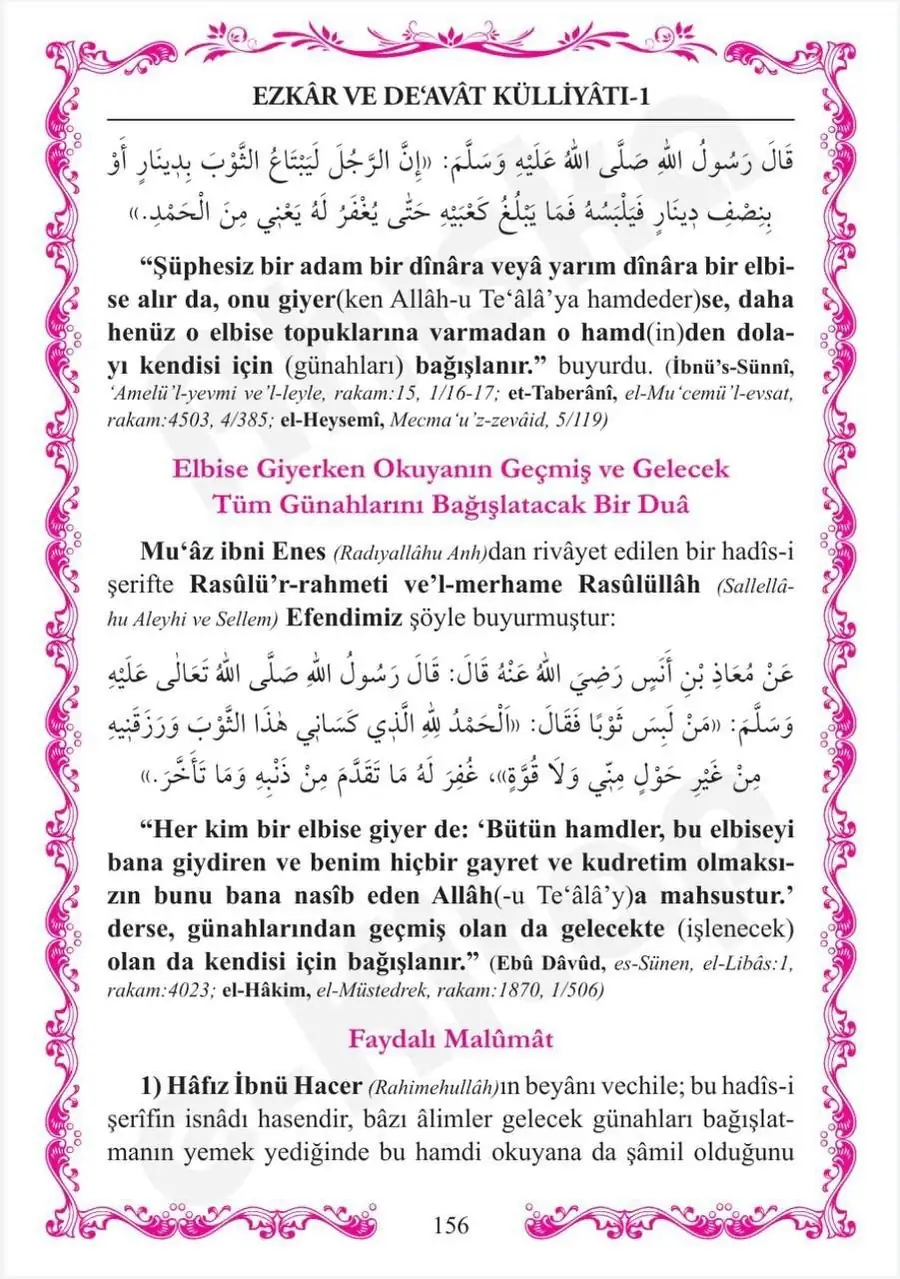 EZKÂR VE DE‘AVÂT KÜLLİYÂTI-1
قَالَ رَسُولُ اللهِ صَلَّى اللهُ عَلَيْهِ وَسَلَّمَ: «إِنَّ الرَّجُلَ لَيَبْتَاعُ الثَّوْبَ بِدِينَارٍ أَوْ
بِنِصْفِ دِينَارٍ فَيَلْبَسُهُ فَمَا يَبْلُغُ كَعْبَيْهِ حَتّٰى يُغْفَرُ لَهُ يَعْنِي مِنَ الْحَمْدِ.»
“Şüphesiz bir adam bir dînâra veyâ yarım dînâra bir elbi-
se alır da, onu giyer(ken Allâh-u Te‘âlâ’ya hamdeder)se, daha
henüz o elbise topuklarına varmadan o hamd(in)den dola-
yı kendisi için (günahları) bağışlanır.” buyurdu. (İbnü’s-Sünnî,
‘Amelü’l-yevmi ve’l-leyle, rakam:15, 1/16-17; et-Taberânî, el-Mu‘cemü’l-evsat,
rakam:4503, 4/385; el-Heysemî, Mecma‘u’z-zevâid, 5/119)
Elbise Giyerken Okuyanın Geçmiş ve Gelecek
Tüm Günahlarını Bağışlatacak Bir Duâ
Mu‘âz ibni Enes (Radıyallâhu Anh)dan rivâyet edilen bir hadîs-i
şerifte Rasûlü’r-rahmeti ve’l-merhame Rasûlüllâh (Sallellâ-
hu Aleyhi ve Sellem) Efendimiz şöyle buyurmuştur:
عَنْ مُعَاذِ بْنِ أَنَسٍ رَضِيَ اللهُ عَنْهُ قَالَ: قَالَ رَسُولُ اللهِ صَلَّى اللهُ تَعَالٰى عَلَيْهِ
وَسَلَّمَ: «مَنْ لَبِسَ ثَوْبًا فَقَالَ: «اَلْحَمْدُ لِلّٰهِ الَّذِي كَسَانِي هٰذَا الثَّوْبَ وَرَزَقَنِيهِ
مِنْ غَيْرِ حَوْلٍ مِنِّي وَلَا قُوَّةٍ»، غُفِرَ لَهُ مَا تَقَدَّمَ مِنْ ذَنْبِهِ وَمَا تَأَخَّرَ.»
“Her kim bir elbise giyer de: ‘Bütün hamdler, bu elbiseyi
bana giydiren ve benim hiçbir gayret ve kudretim olmaksı-
zın bunu bana nasîb eden Allâh(-u Te‘âlâ’y)a mahsustur.’
derse, günahlarından geçmiş olan da gelecekte (işlenecek)
olan da kendisi için bağışlanır.” (Ebû Dâvûd, es-Sünen, el-Libâs:1,
rakam:4023; el-Hâkim, el-Müstedrek, rakam:1870, 1/506)
Faydalı Malûmât
1) Hâfız İbnü Hacer (Rahimehullâh)ın beyânı vechile; bu hadîs-i
şerîfin isnâdı hasendir, bâzı âlimler gelecek günahları bağışlat-
manın yemek yediğinde bu hamdi okuyana da şâmil olduğunu
156